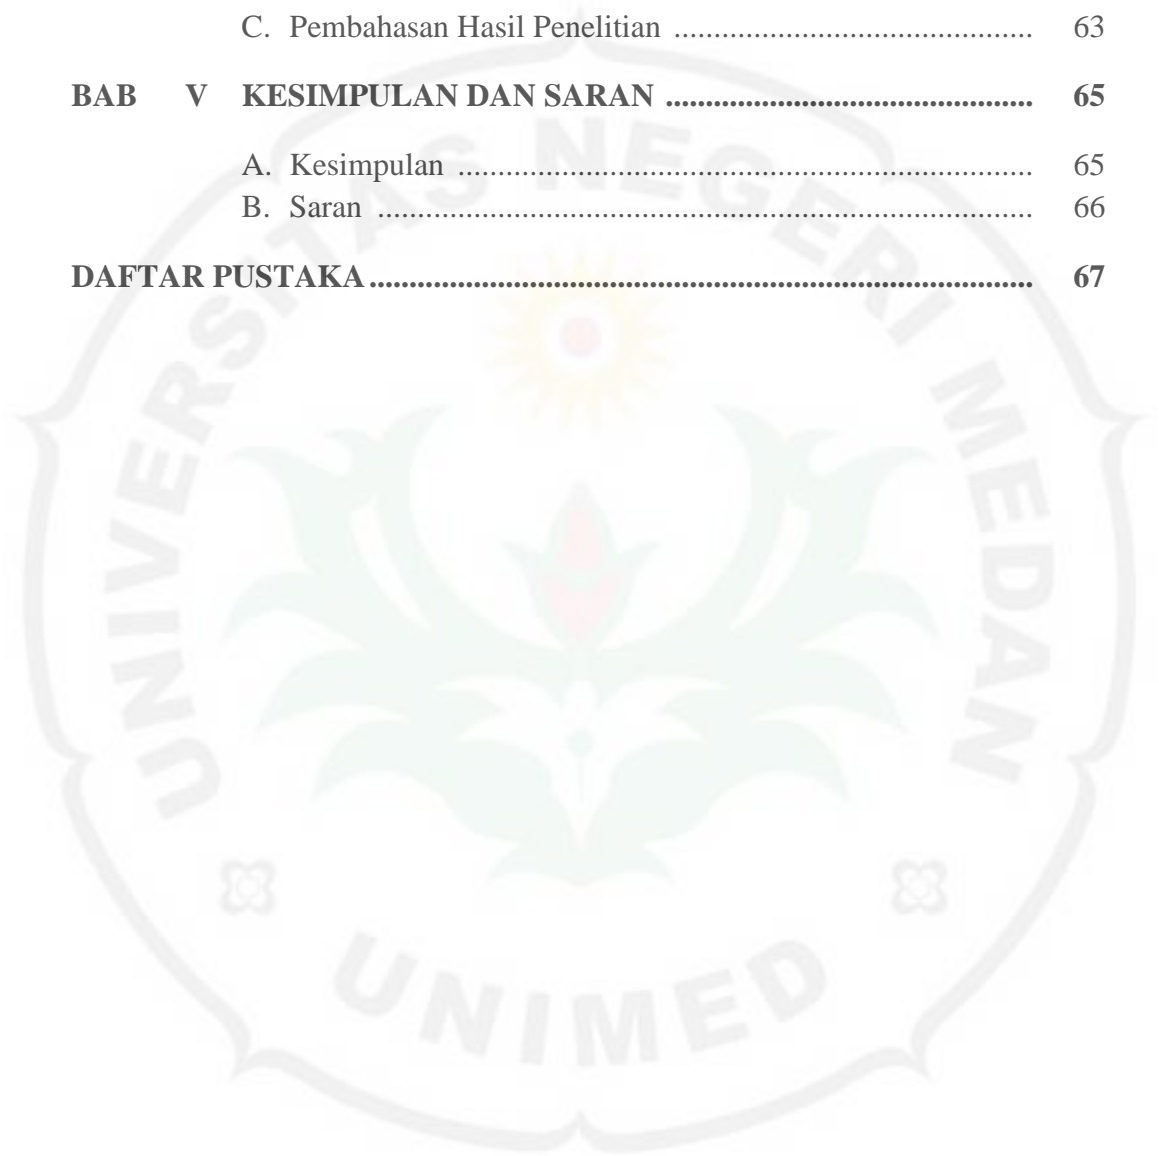 C. Pembahasan Hasil Penelitian ............................................. 63
BAB V KESIMPULAN DAN SARAN .............................................. 65
A. Kesimpulan ........................................................................ 65
B. Saran .................................................................................. 66
DAFTAR PUSTAKA .................................................................................. 67
UNIVERSITAS NEGERI MEDAN
UNIMED